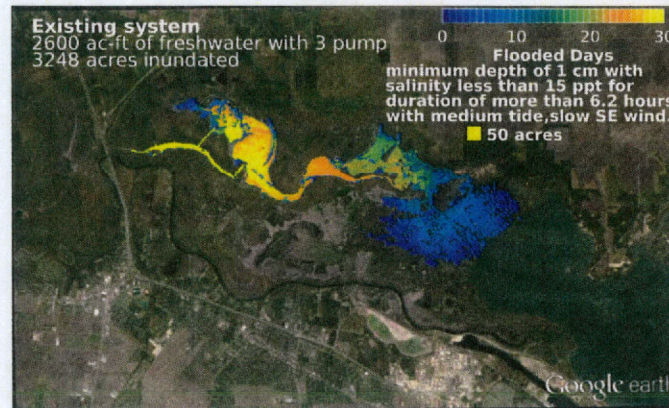 Existing system
2600 ac-ft of freshwater with 3 pump
3248 acres inundated
0 10 20 30
Flooded Days
minimum depth of 1 cm with
salinity less than 15 ppt for
duration of more than 6.2 hours
with medium tide,slow SE wind.
50 acres
Google earth